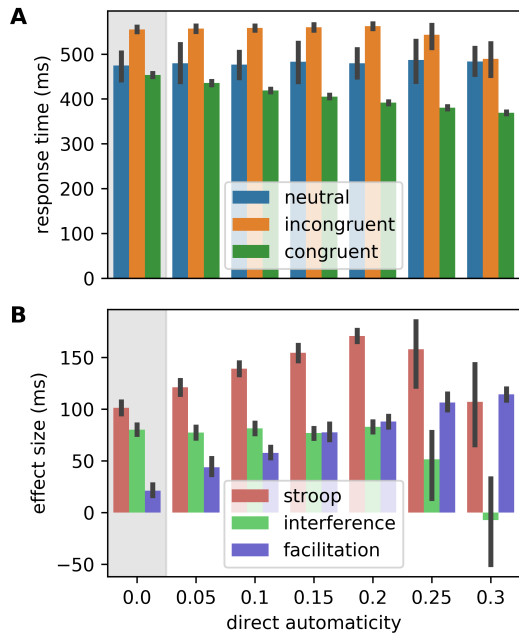 A
response time (ms)
500
400
300
200
100
0
neutral
incongruent
congruent
B
effect size (ms)
150
100
50
0
−50
stroop
interference
facilitation
0.0 0.05 0.1 0.15 0.2 0.25 0.3
direct automaticity